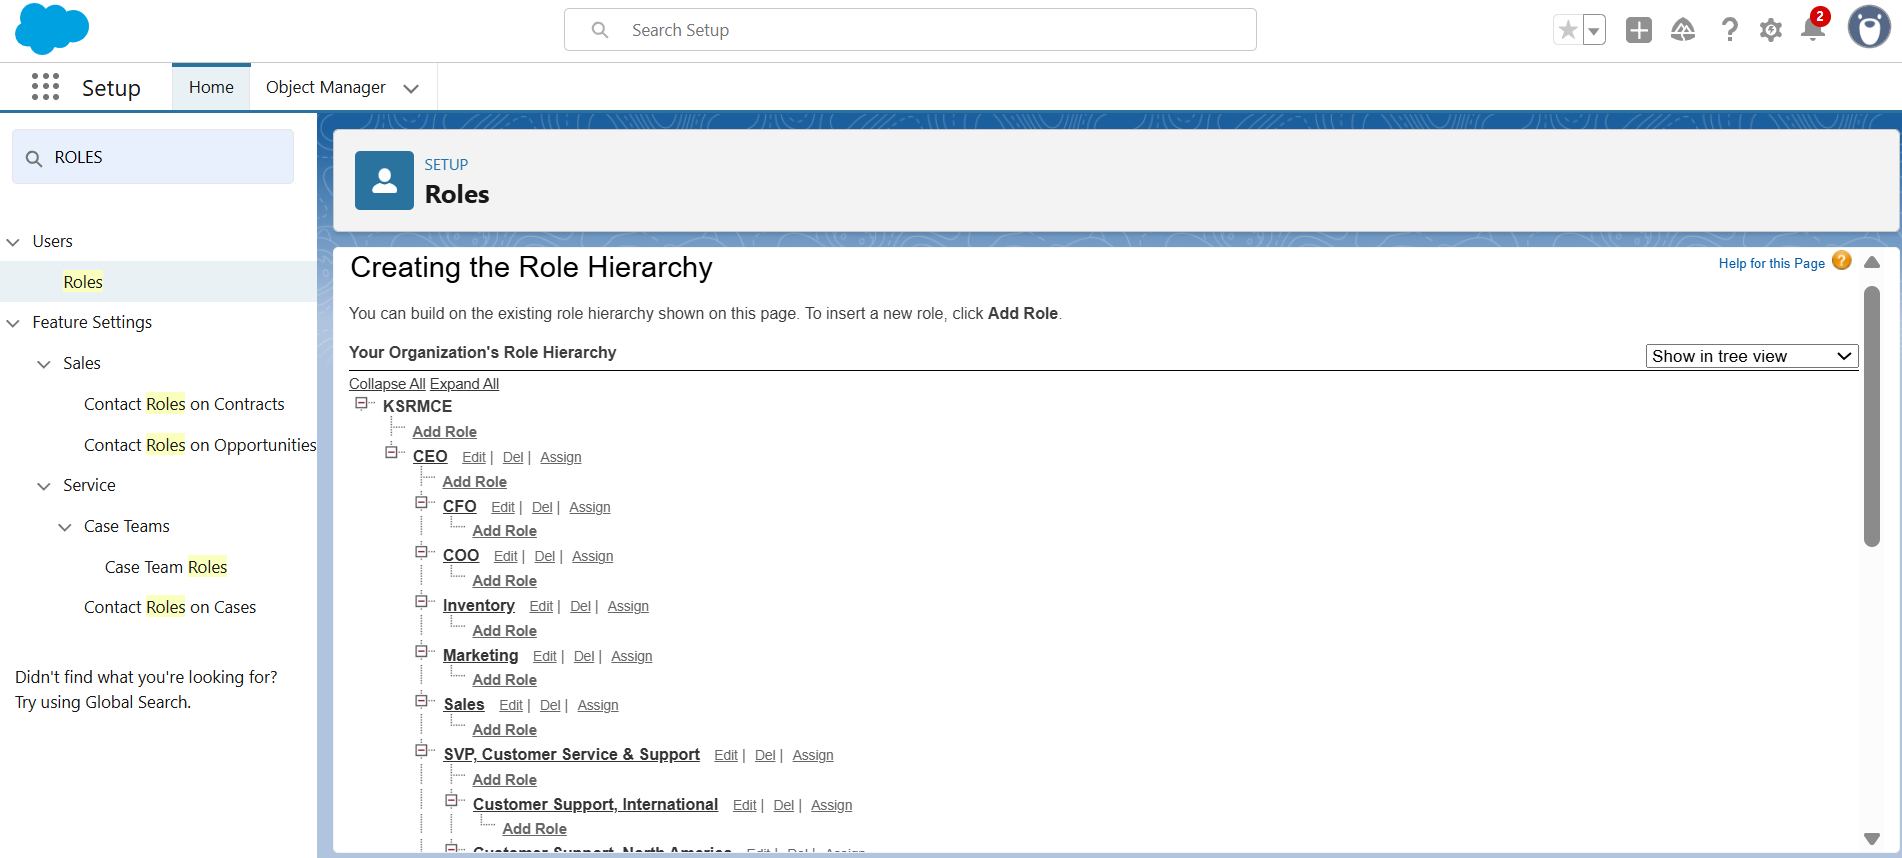 Search Setup
2
Setup
Home
Object Manager
ROLES
Users
Roles
Feature Settings
Sales
Contact Roles on Contracts
Contact Roles on Opportunities
Service
Case Teams
Case Team Roles
Contact Roles on Cases
Didn't find what you're looking for?
Try using Global Search.
SETUP
Roles
Creating the Role Hierarchy
Help for this Page ?
You can build on the existing role hierarchy shown on this page. To insert a new role, click Add Role.
Your Organization's Role Hierarchy
Show in tree view
Collapse All Expand All
KSRMCE
Add Role
CEO Edit | Del | Assign
Add Role
CFO Edit | Del | Assign
Add Role
COO Edit | Del | Assign
Add Role
Inventory Edit | Del | Assign
Add Role
Marketing Edit | Del | Assign
Add Role
Sales Edit | Del | Assign
Add Role
SVP, Customer Service & Support Edit | Del | Assign
Add Role
Customer Support, International Edit | Del | Assign
Add Role
Customer Support, North America Edit | Del | Assign